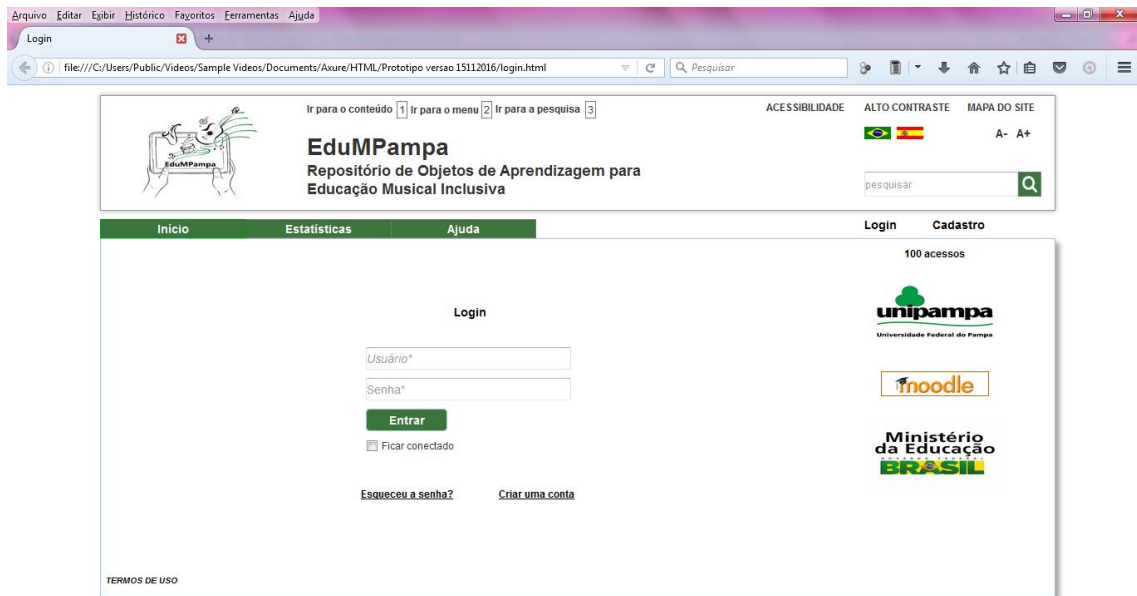 Arquivo Editar Exibir Histórico Favoritos Ferramentas Ajuda
Login
file:///C:/Users/Public/Videos/Sample Videos/Documents/Axure/HTML/Prototipo versao 15112016/login.html
Pesquisar
Ir para o conteúdo 1 Ir para o menu 2 Ir para a pesquisa 3
ACESSIBILIDADE ALTO CONTRASTE MAPA DO SITE
A- A+
EduMPampa
EduMPampa
Repositório de Objetos de Aprendizagem para
Educação Musical Inclusiva
pesquisar
Início Estatísticas Ajuda
Login Cadastro
100 acessos
unipampa
Universidade Federal do Pampa
moodle
Ministério
da Educação
GOVERNO FEDERAL
BRASIL
Login
Usuário*
Senha*
Entrar
Ficar conectado
Esqueceu a senha? Criar uma conta
TERMOS DE USO